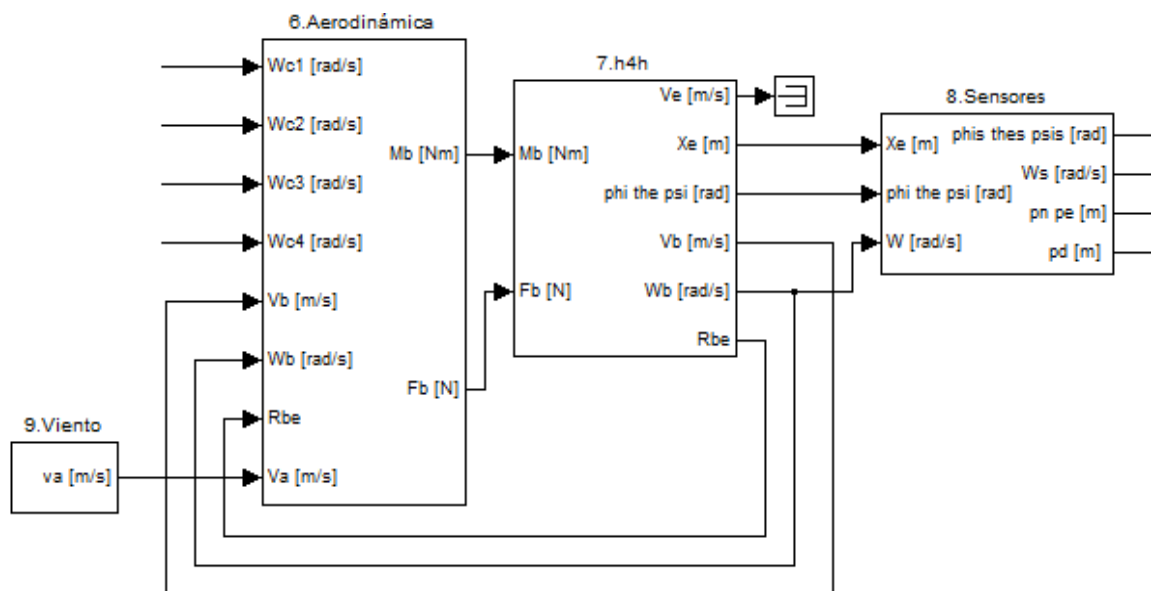 6.Aerodinámica
Wc1 [rad/s]
Wc2 [rad/s]
Wc3 [rad/s]
Wc4 [rad/s]
Vb [m/s]
Wb [rad/s]
Rbe
Va [m/s]
Mb [Nm]
Fb [N]
7.h4h
Mb [Nm]
Fb [N]
Ve [m/s]
Xe [m]
phi the psi [rad]
Vb [m/s]
Wb [rad/s]
Rbe
8.Sensores
Xe [m]
phi the psi [rad]
W [rad/s]
phis thes psis [rad]
Ws [rad/s]
pn pe [m]
pd [m]
9.Viento
va [m/s]